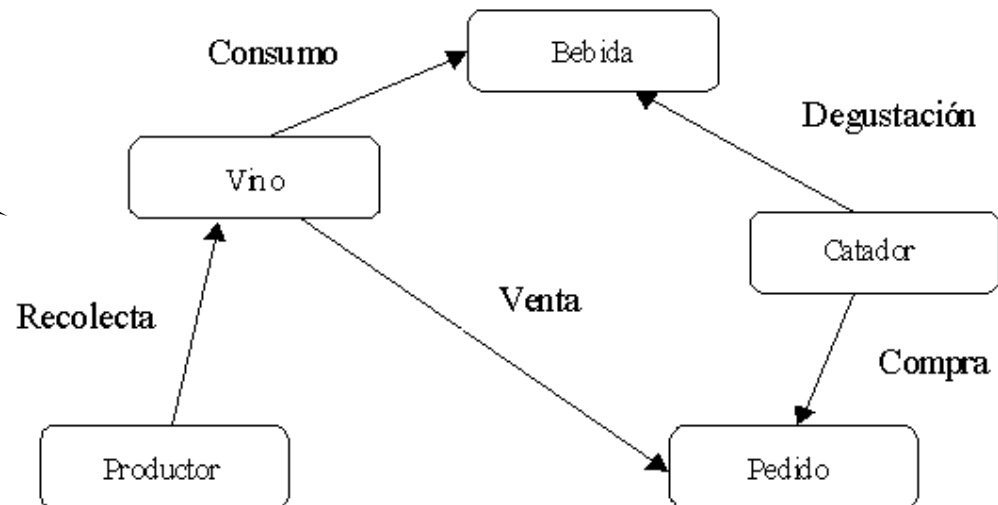 Consumo
Bebida
Degustación
Vino
Catador
Recolecta
Venta
Compra
Productor
Pedido